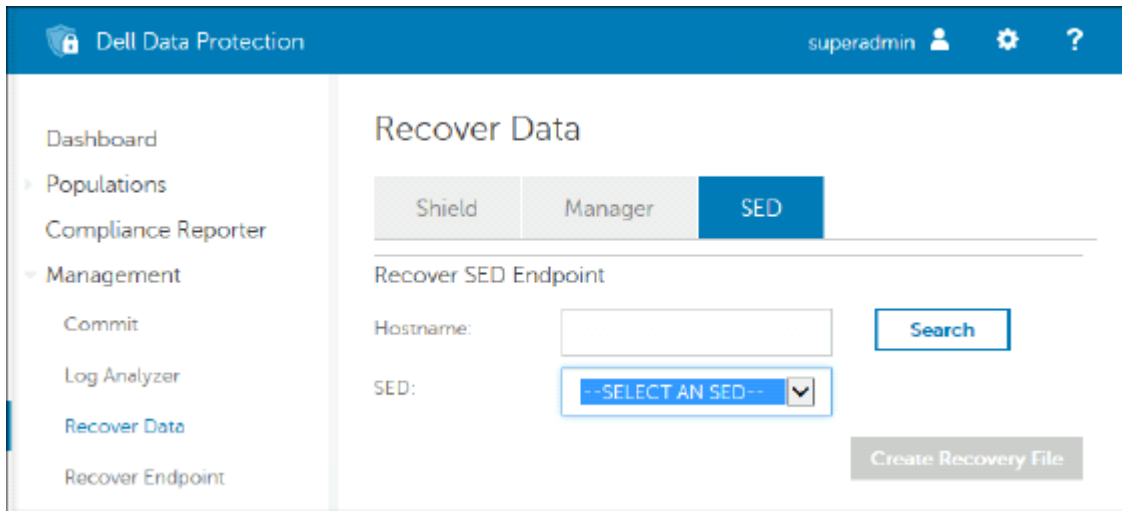 Dell Data Protection
superadmin
?
Dashboard
Populations
Compliance Reporter
Management
Commit
Log Analyzer
Recover Data
Recover Endpoint
Recover Data
Shield
Manager
SED
Recover SED Endpoint
Hostname:
Search
SED:
--SELECT AN SED--
Create Recovery File